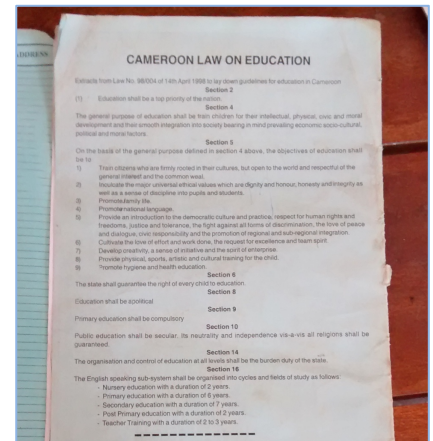 ADDRESS
CAMEROON LAW ON EDUCATION
Extracts from Law No. 98/004 of 14th April 1998 to lay down guidelines for education in Cameroon
Section 2
(1) Education shall be a top priority of the nation.
Section 4
The general purpose of education shall be train children for their intellectual, physical, civic and moral
development and their smooth integration into society bearing in mind prevailing economic socio-cultural,
political and moral factors.
Section 5
On the basis of the general purpose defined in section 4 above, the objectives of education shall
be to:
1) Train citizens who are firmly rooted in their cultures, but open to the world and respectful of the
general interest and the common weal.
2) Inculcate the major universal ethical values which are dignity and honour, honesty and integrity as
well as a sense of discipline into pupils and students.
3) Promote family life.
4) Promote national language.
5) Provide an introduction to the democratic culture and practice, respect for human rights and
freedoms, justice and tolerance, the fight against all forms of discrimination, the love of peace
and dialogue, civic responsibility and the promotion of regional and sub-regional integration.
6) Cultivate the love of effort and work done, the request for excellence and team spirit
7) Develop creativity, a sense of initiative and the spirit of enterprise.
8) Provide physical, sports, artistic and cultural training for the child.
9) Promote hygiene and health education.
Section 6
The state shall guarantee the right of every child to education.
Section 8
Education shall be apolitical
Section 9
Primary education shall be compulsory
Section 10
Public education shall be secular, its neutrality and independence vis-a-vis all religions shall be
guaranteed.
Section 14
The organisation and control of education at all levels shall be the burden duty of the state.
Section 16
The English speaking sub-system shall be organised into cycles and fields of study as follows:
- Nursery education with a duration of 2 years.
- Primary education with a duration of 6 years.
- Secondary education with a duration of 7 years.
- Post Primary education with a duration of 2 years.
- Teacher Training with a duration of 2 to 3 years.